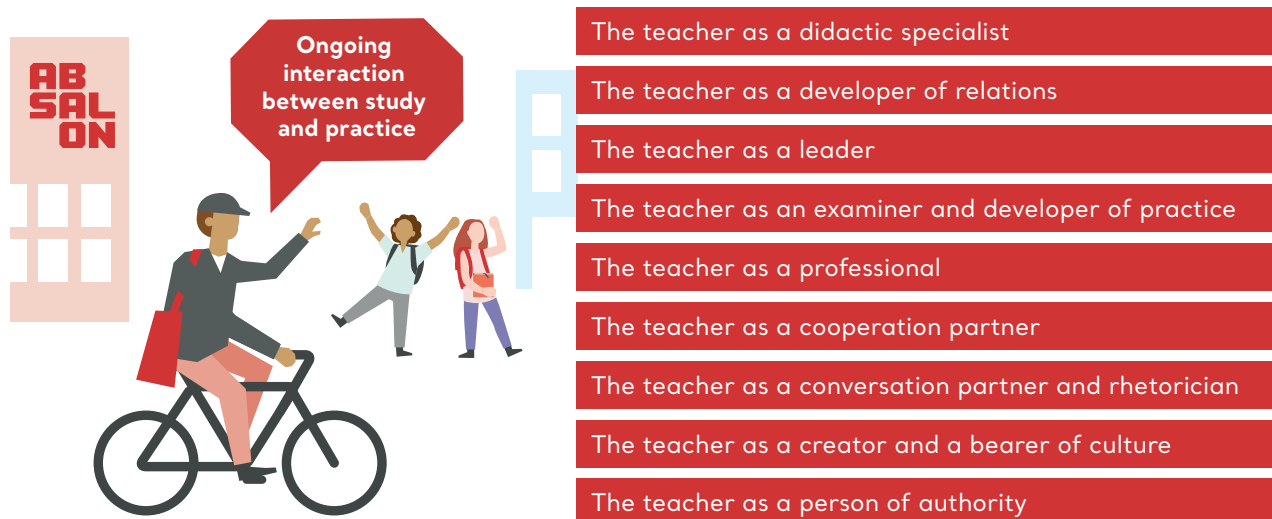 AB
SAL
ON
Ongoing
interaction
between study
and practice
The teacher as a didactic specialist
The teacher as a developer of relations
The teacher as a leader
The teacher as an examiner and developer of practice
The teacher as a professional
The teacher as a cooperation partner
The teacher as a conversation partner and rhetorician
The teacher as a creator and a bearer of culture
The teacher as a person of authority